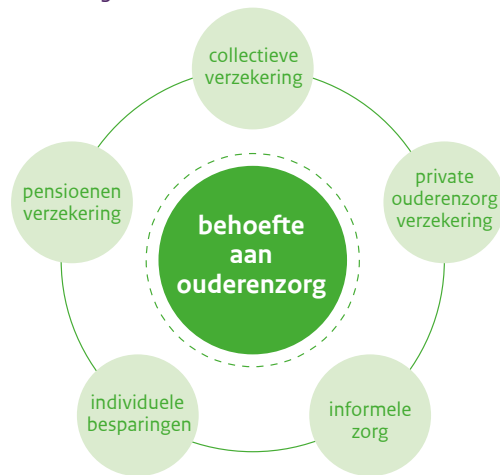 collectieve
verzekering
private
ouderenzorg
verzekering
informele
zorg
individuele
besparingen
pensioenen
verzekering
behoefte
aan
ouderenzorg